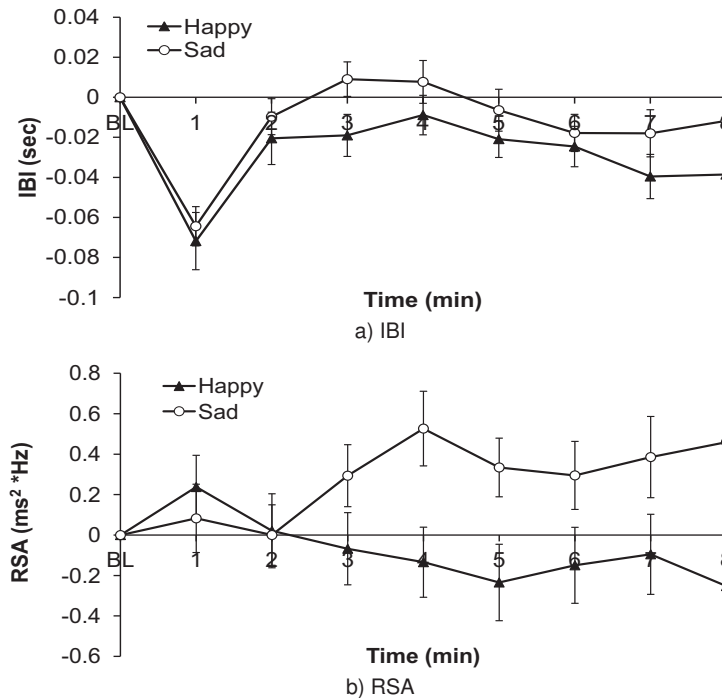 0.04
0.02
0
-0.02
-0.04
-0.06
-0.08
-0.1
IBI (sec)
Happy
Sad
BL 1 2 3 4 5 6 7 8
Time (min)
a) IBI
0.8
0.6
0.4
0.2
0
-0.2
-0.4
-0.6
RSA (ms² *Hz)
Happy
Sad
BL 1 2 3 4 5 6 7 8
Time (min)
b) RSA